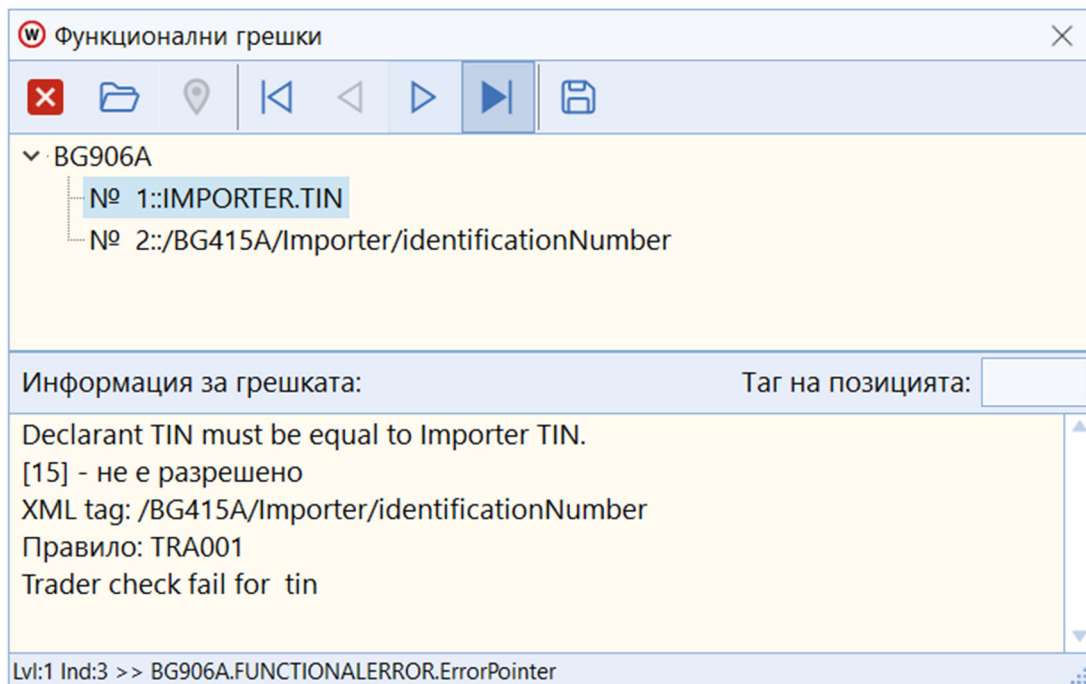 W Функционални грешки
BG906A
№ 1::IMPORTER.TIN
№ 2::/BG415A/Importer/identificationNumber
Информация за грешката: Таг на позицията:
Declarant TIN must be equal to Importer TIN.
[15] - не е разрешено
XML tag: /BG415A/Importer/identificationNumber
Правило: TRA001
Trader check fail for  tin
Lvl:1 Ind:3 >> BG906A.FUNCTIONALERROR.ErrorPointer